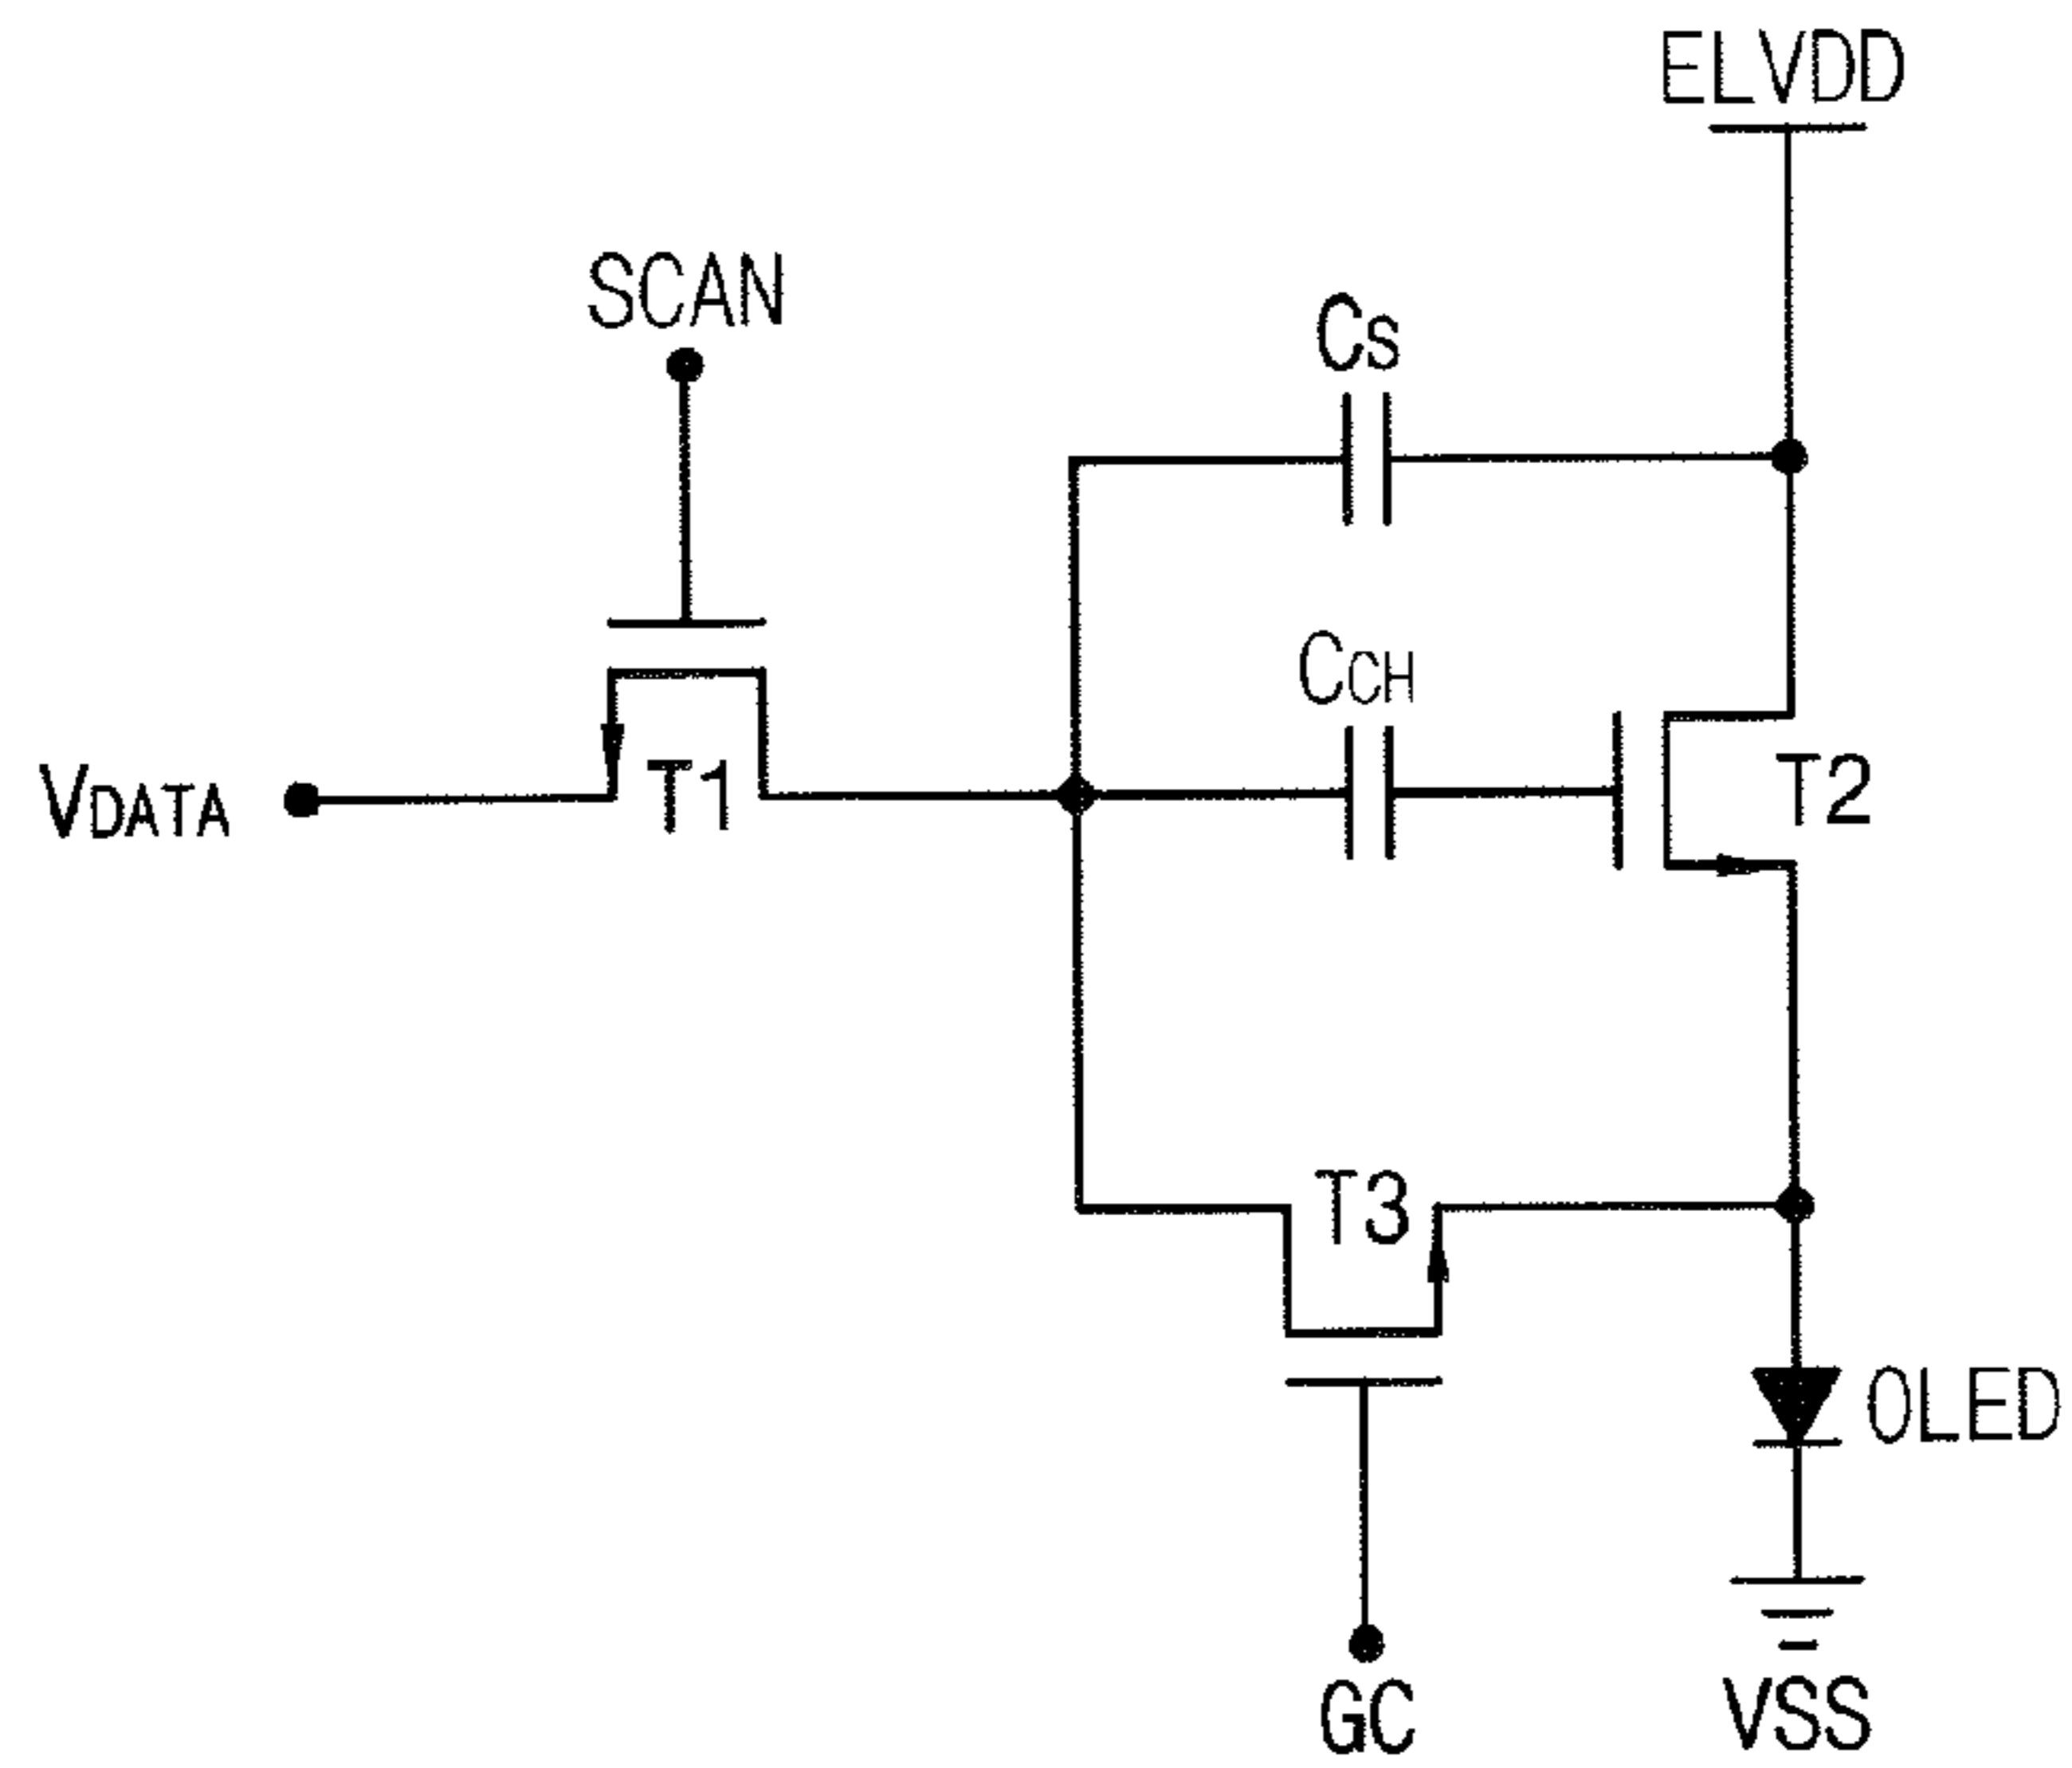 ELVDD
SCAN
Cs
CCH
T2
VDATA
T1
T3
OLED
GC
VSS